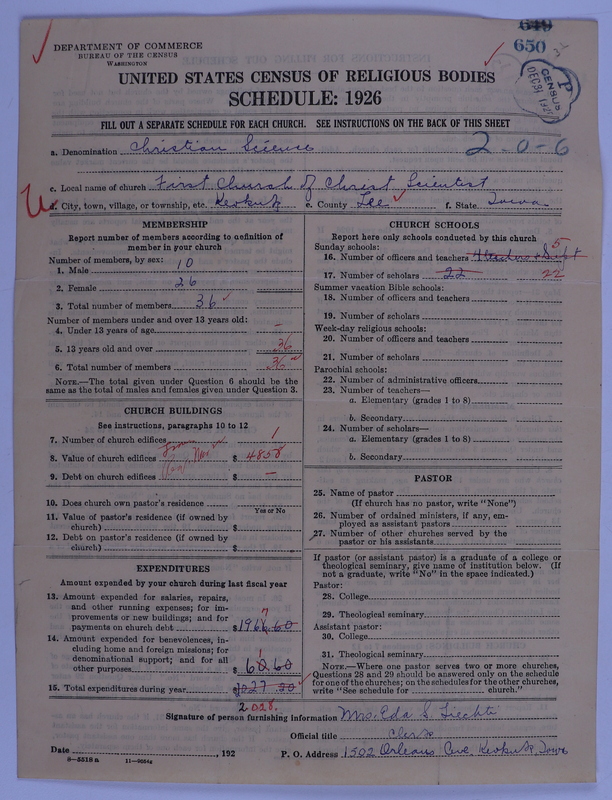 649
650
DEPARTMENT OF COMMERCE
BUREAU OF THE CENSUS
WASHINGTON
CENSUS
DEC 31 192
P
UNITED STATES CENSUS OF RELIGIOUS BODIES
SCHEDULE: 1926
FILL OUT A SEPARATE SCHEDULE FOR EACH CHURCH. SEE INSTRUCTIONS ON THE BACK OF THIS SHEET
a. Denomination Christian Science 2-0-6
c. Local name of church First Church of Christ Scientist
d. City, town, village, or township, etc. Keokuk e. County Lee f. State Iowa
MEMBERSHIP
Report number of members according to definition of
member in your church
Number of members, by sex:
1. Male 10
2. Female 26
3. Total number of members 36
Number of members under and over 13 years old:
4. Under 13 years of age –
5. 13 years old and over 36
6. Total number of members 36
NOTE.—The total given under Question 6 should be the
same as the total of males and females given under Question 3.
CHURCH BUILDINGS
See instructions, paragraphs 10 to 12
7. Number of church edifices 1
8. Value of church edifices $ 4858
9. Debt on church edifices $ –
10. Does church own pastor's residence
Yes or No
11. Value of pastor's residence (if owned by
church) $
12. Debt on pastor's residence (if owned by
church) $
EXPENDITURES
Amount expended by your church during last fiscal year
13. Amount expended for salaries, repairs,
and other running expenses; for im-
provements or new buildings; and for
payments on church debt $ 1966.60
7
14. Amount expended for benevolences, in-
cluding home and foreign missions; for
denominational support; and for all
other purposes $ 60.60
1
15. Total expenditures during year $
2.028.
CHURCH SCHOOLS
Report here only schools conducted by this church
Sunday schools:
16. Number of officers and teachers 5
17. Number of scholars 22 22
Summer vacation Bible schools:
18. Number of officers and teachers
19. Number of scholars
Week-day religious schools:
20. Number of officers and teachers
21. Number of scholars
Parochial schools:
22. Number of administrative officers
23. Number of teachers—
a. Elementary (grades 1 to 8)
b. Secondary
24. Number of scholars—
a. Elementary (grades 1 to 8)
b. Secondary
PASTOR
25. Name of pastor
(If church has no pastor, write "None")
26. Number of ordained ministers, if any, em-
ployed as assistant pastors
27. Number of other churches served by the
pastor or his assistants
If pastor (or assistant pastor) is a graduate of a college or
theological seminary, give name of institution below. (If
not a graduate, write "No" in the space indicated.)
Pastor:
28. College
29. Theological seminary
Assistant pastor:
30. College
31. Theological seminary
NOTE.—Where one pastor serves two or more churches,
Questions 28 and 29 should be answered only on the schedule
for one of the churches; on the schedules for the other churches,
write "See schedule for church."
Signature of person furnishing information Mrs. Eda S. Liechti
Official title Clerk
Date , 192 P. O. Address 1502 Orleans Ave, Keokuk, Iowa
8—5518 a 11—9084